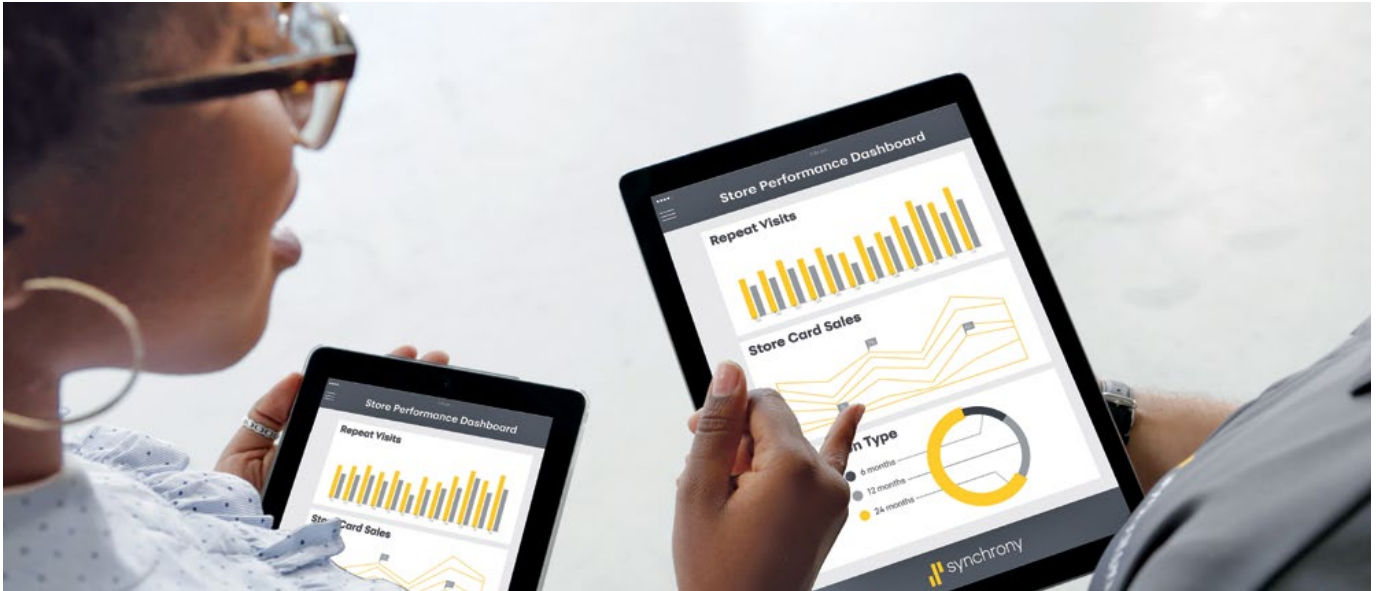 Store Performance Dashboard
Repeat Visits
Store Card Sales
n Type
6 months
12 months
24 months
synchrony
Store Performance Dashboard
Repeat Visits
Card Sales